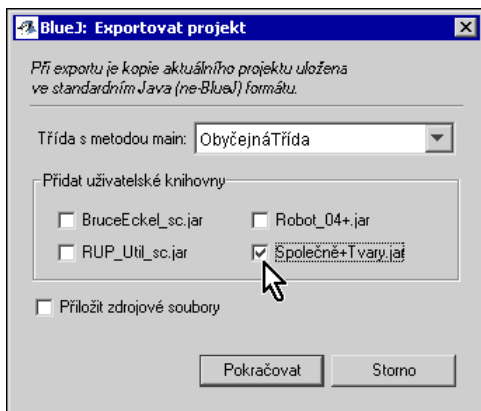 BlueJ: Exportovat projekt
Při exportu je kopie aktuálního projektu uložena
ve standardním Java (ne-BlueJ) formátu.
Třída s metodou main: ObyčejnáTřída
Přidat uživatelské knihovny
BruceEckel_sc.jar Robot_04+.jar
RUP_Util_sc.jar Společně+Tvary.jar
Přiložit zdrojové soubory
Pokračovat Storno